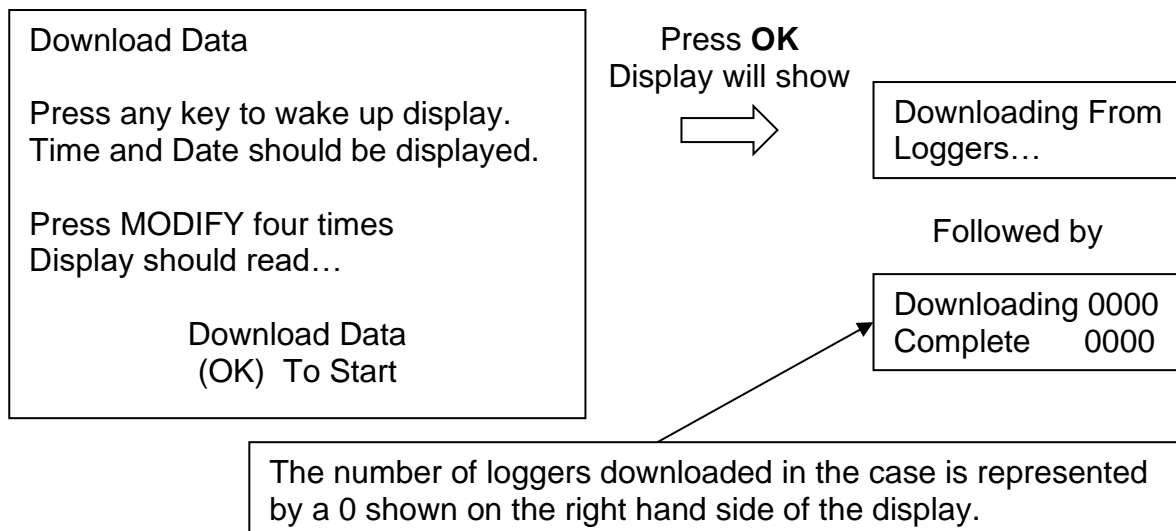 Download Data
Press any key to wake up display.
Time and Date should be displayed.
Press MODIFY four times
Display should read…
Download Data
(OK) To Start
Press OK
Display will show
Downloading From
Loggers…
Followed by
Downloading 0000
Complete 0000
The number of loggers downloaded in the case is represented
by a 0 shown on the right hand side of the display.